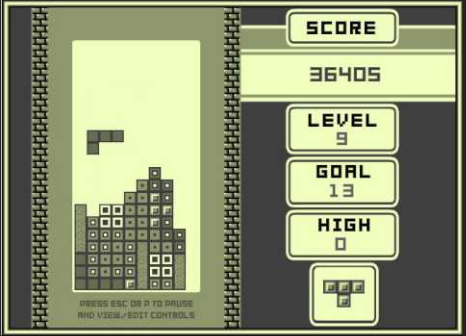 SCORE
36405
LEVEL
9
GOAL
13
HIGH
0
PRESS ESC OR P TO PAUSE
AND VIEW/EDIT CONTROLS